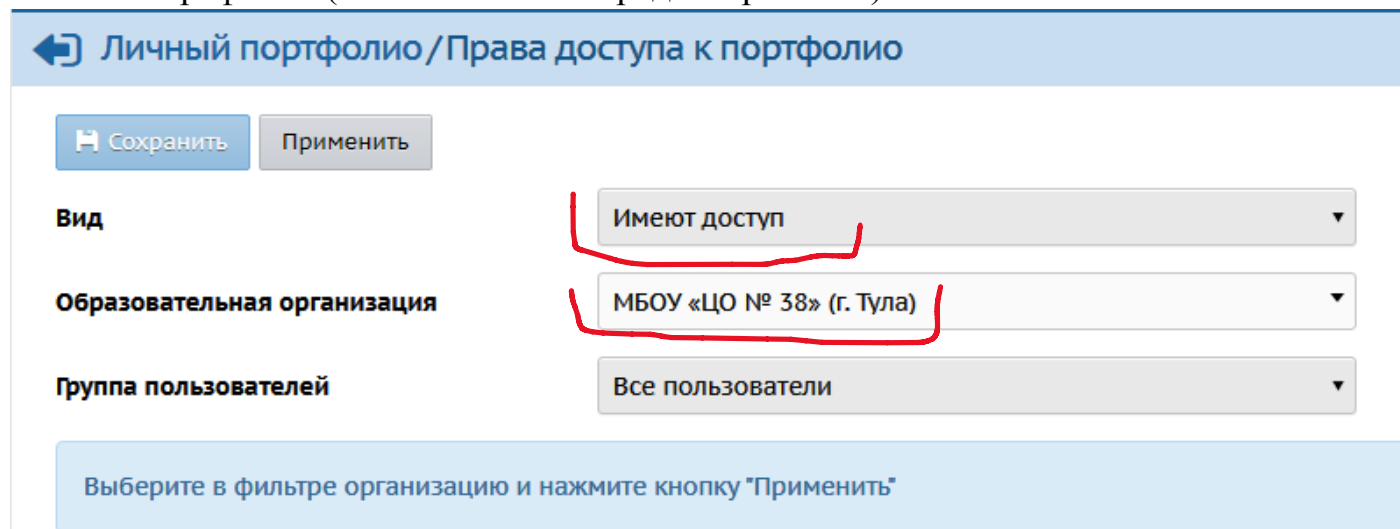 Личный портфолио/Права доступа к портфолио
Сохранить Применить
Вид Имеют доступ
Образовательная организация МБОУ «ЦО № 38» (г. Тула)
Группа пользователей Все пользователи
Выберите в фильтре организацию и нажмите кнопку "Применить"